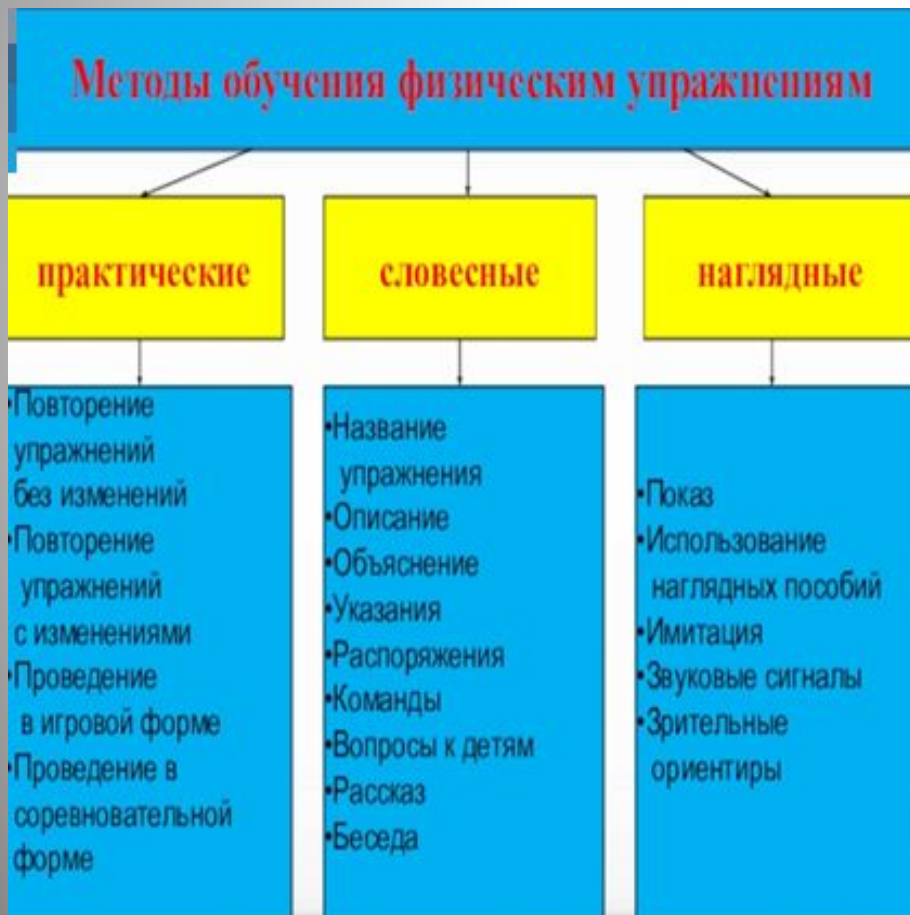 Методы обучения физическим упражнениям
практические
словесные
наглядные
•Повторение
упражнений
без изменений
•Повторение
упражнений
с изменениями
•Проведение
в игровой форме
•Проведение в
соревновательной
форме
•Название
упражнения
•Описание
•Объяснение
•Указания
•Распоряжения
•Команды
•Вопросы к детям
•Рассказ
•Беседа
•Показ
•Использование
наглядных пособий
•Имитация
•Звуковые сигналы
•Зрительные
ориентиры